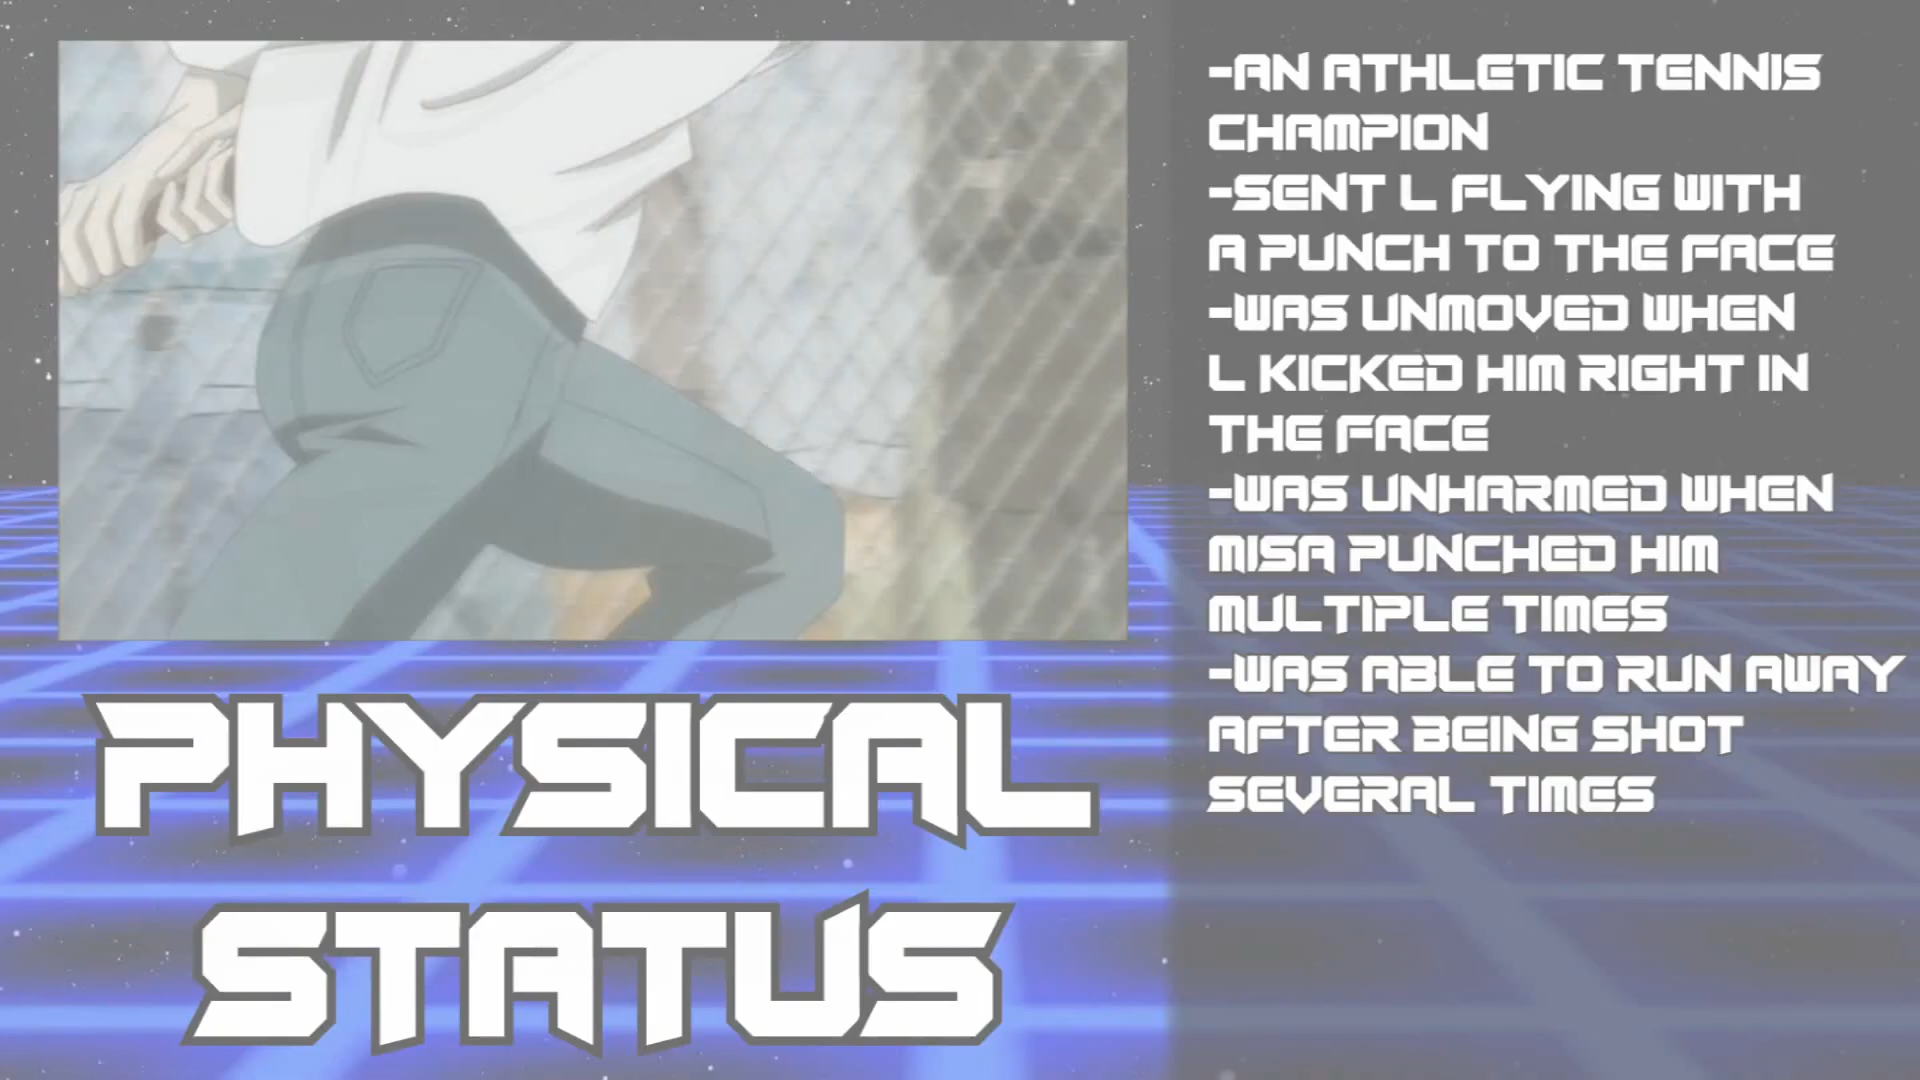 -AN ATHLETIC TENNIS
CHAMPION
-SENT L FLYING WITH
A PUNCH TO THE FACE
-WAS UNMOVED WHEN
L KICKED HIM RIGHT IN
THE FACE
-WAS UNHARMED WHEN
MISA PUNCHED HIM
MULTIPLE TIMES
-WAS ABLE TO RUN AWAY
AFTER BEING SHOT
SEVERAL TIMES
PHYSICAL
STATUS